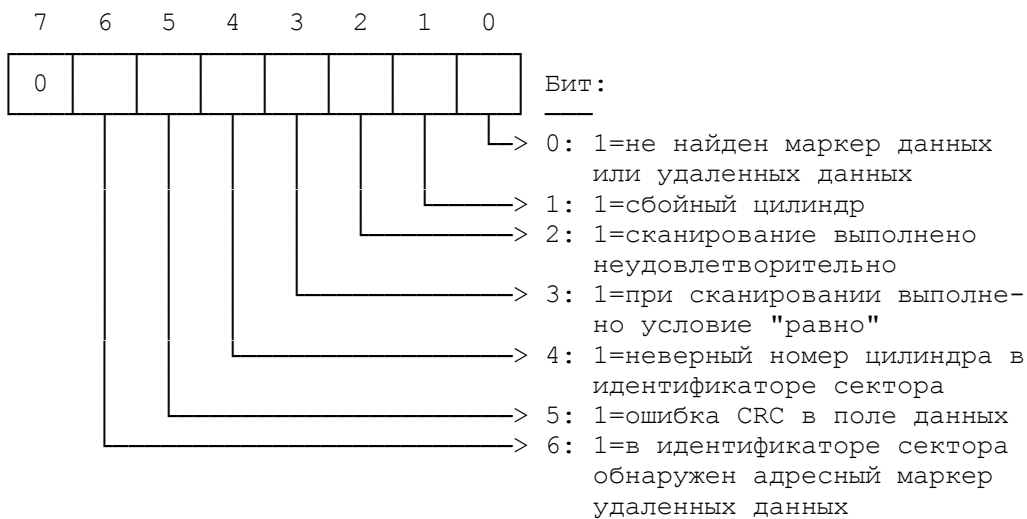 7 6 5 4 3 2 1 0
0 Бит:
0: 1=не найден маркер данных
или удаленных данных
1: 1=сбойный цилиндр
2: 1=сканирование выполнено
неудовлетворительно
3: 1=при сканировании выполне-
но условие "равно"
4: 1=неверный номер цилиндра в
идентификаторе сектора
5: 1=ошибка CRC в поле данных
6: 1=в идентификаторе сектора
обнаружен адресный маркер
удаленных данных